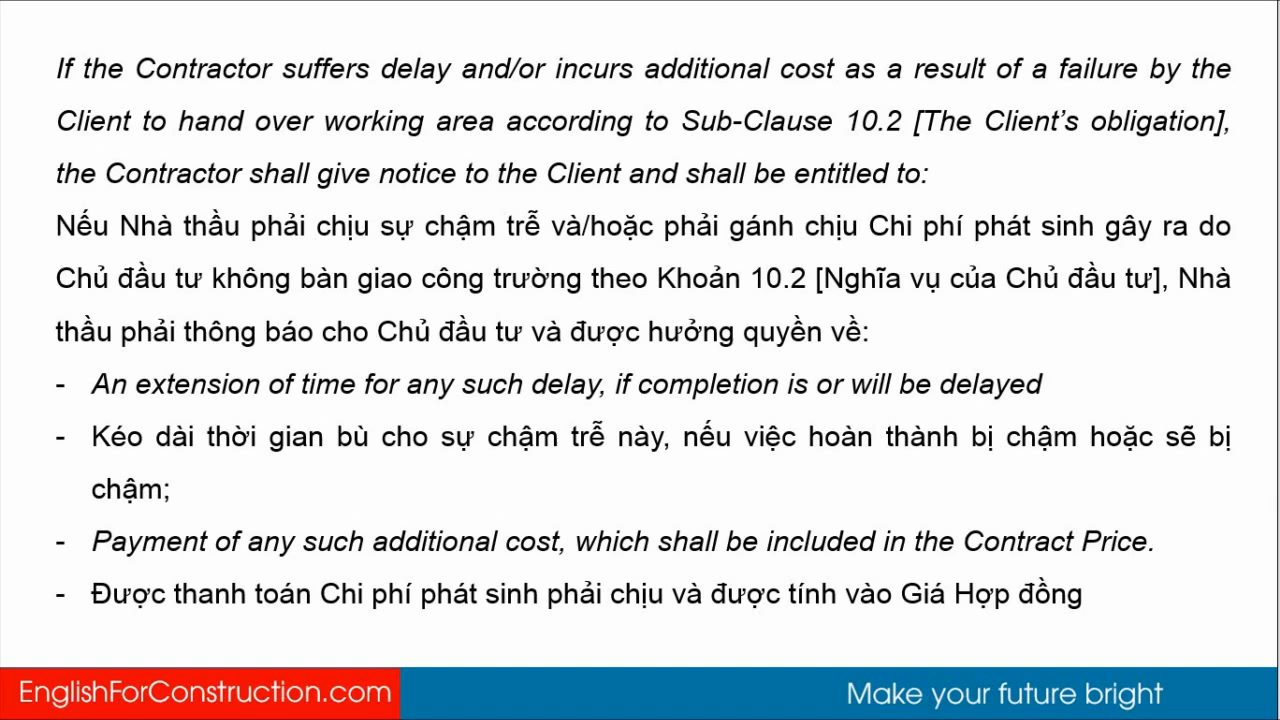 If the Contractor suffers delay and/or incurs additional cost as a result of a failure by the
Client to hand over working area according to Sub-Clause 10.2 [The Client’s obligation],
the Contractor shall give notice to the Client and shall be entitled to:
Nếu Nhà thầu phải chịu sự chậm trễ và/hoặc phải gánh chịu Chi phí phát sinh gây ra do
Chủ đầu tư không bàn giao công trường theo Khoản 10.2 [Nghĩa vụ của Chủ đầu tư], Nhà
thầu phải thông báo cho Chủ đầu tư và được hưởng quyền về:
- An extension of time for any such delay, if completion is or will be delayed
- Kéo dài thời gian bù cho sự chậm trễ này, nếu việc hoàn thành bị chậm hoặc sẽ bị
chậm;
- Payment of any such additional cost, which shall be included in the Contract Price.
- Được thanh toán Chi phí phát sinh phải chịu và được tính vào Giá Hợp đồng
EnglishForConstruction.com
Make your future bright